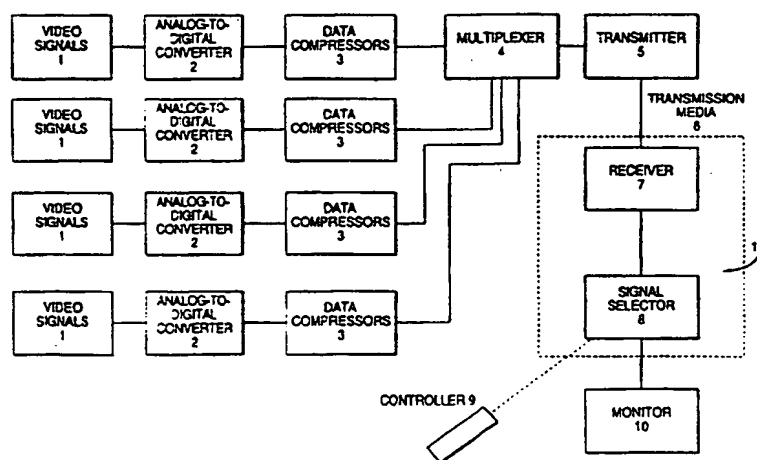 VIDEO
SIGNALS
1
ANALOG-TO-
DIGITAL
CONVERTER
2
DATA
COMPRESSORS
3
MULTIPLEXER
4
TRANSMITTER
5
VIDEO
SIGNALS
1
ANALOG-TO-
DIGITAL
CONVERTER
2
DATA
COMPRESSORS
3
TRANSMISSION
MEDIA
6
VIDEO
SIGNALS
1
ANALOG-TO-
DIGITAL
CONVERTER
2
DATA
COMPRESSORS
3
RECEIVER
7
VIDEO
SIGNALS
1
ANALOG-TO-
DIGITAL
CONVERTER
2
DATA
COMPRESSORS
3
SIGNAL
SELECTOR
8
CONTROLLER 9
MONITOR
10